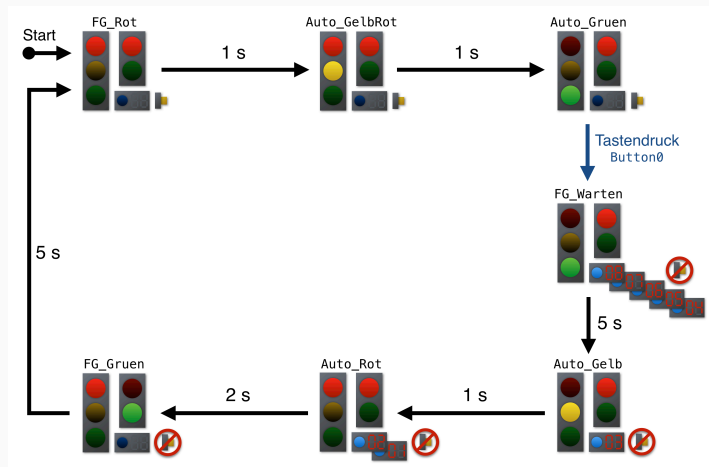 FG_Rot
Auto_GelbRot
Auto_Gruen
Start
1 s
1 s
Tastendruck
Button0
FG_Warten
5 s
5 s
FG_Gruen
Auto_Rot
Auto_Gelb
2 s
1 s